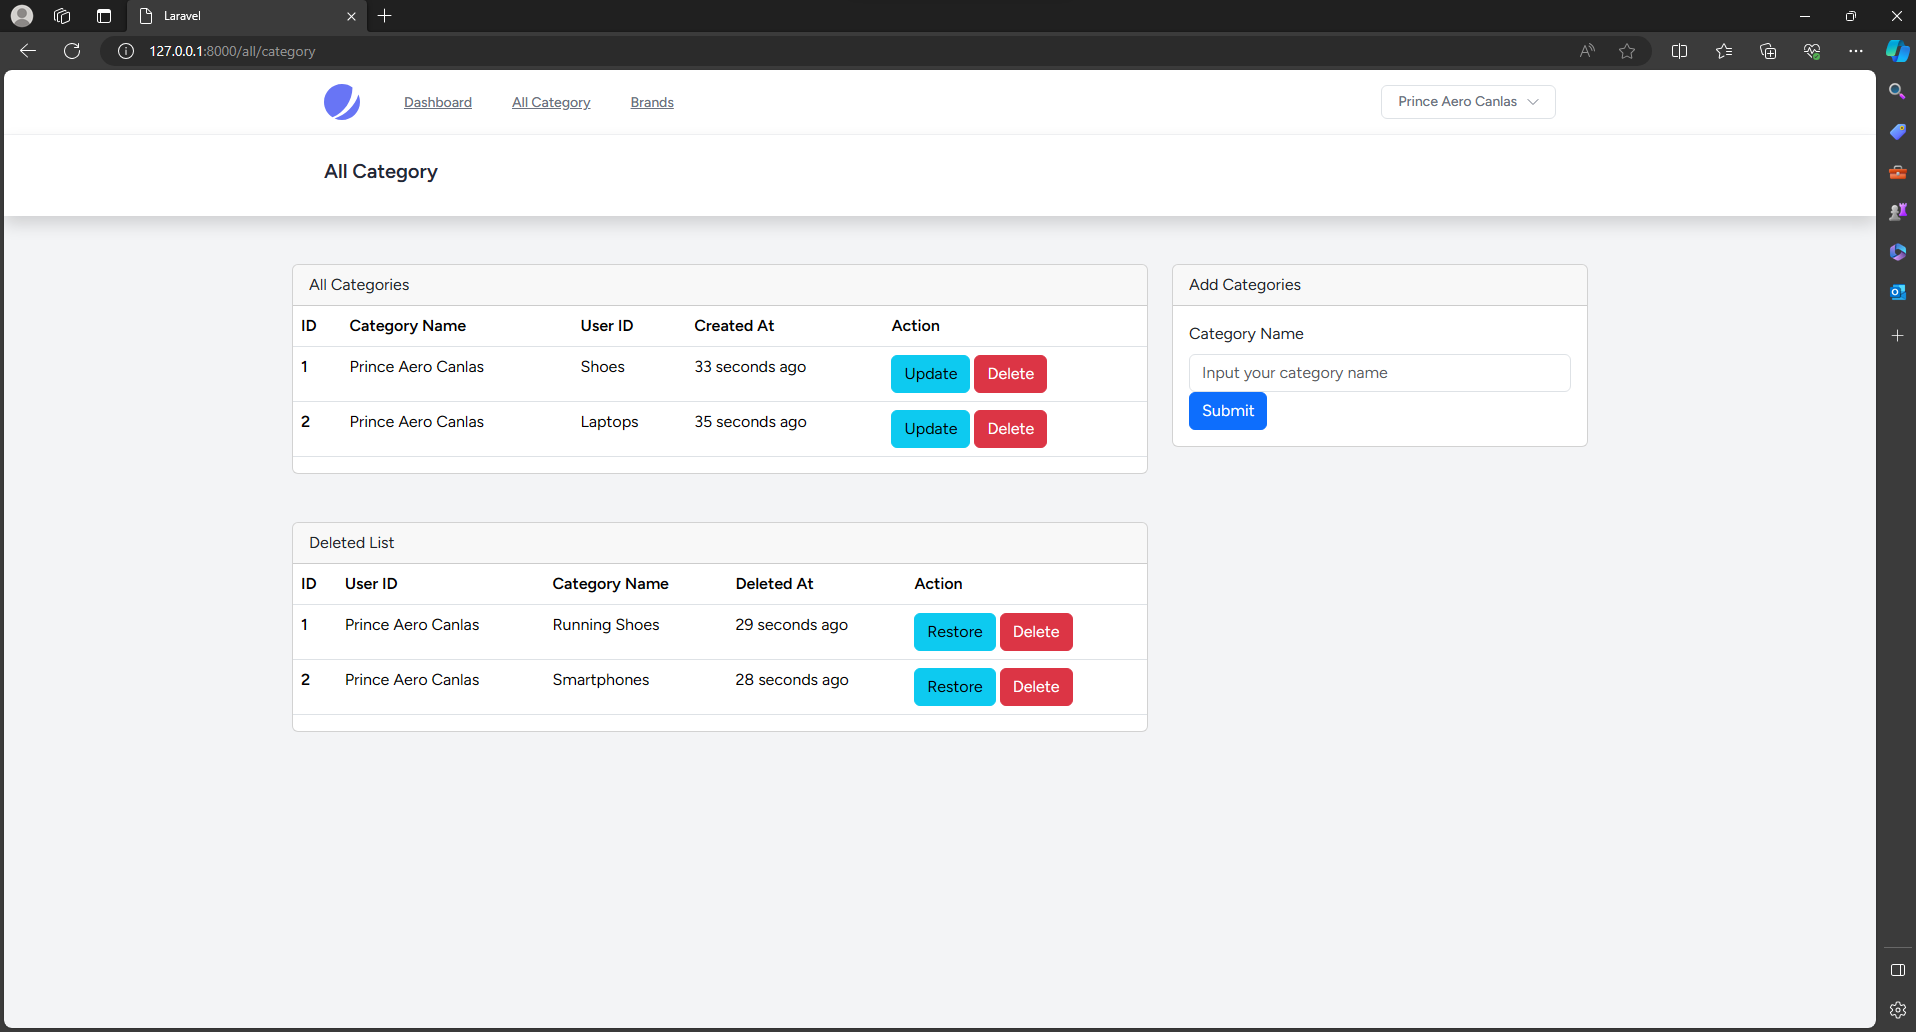 Laravel
127.0.0.1:8000/all/category
Dashboard All Category Brands Prince Aero Canlas
All Category
All Categories
ID Category Name User ID Created At Action
1 Prince Aero Canlas Shoes 33 seconds ago Update Delete
2 Prince Aero Canlas Laptops 35 seconds ago Update Delete
Add Categories
Category Name
Input your category name
Submit
Deleted List
ID User ID Category Name Deleted At Action
1 Prince Aero Canlas Running Shoes 29 seconds ago Restore Delete
2 Prince Aero Canlas Smartphones 28 seconds ago Restore Delete